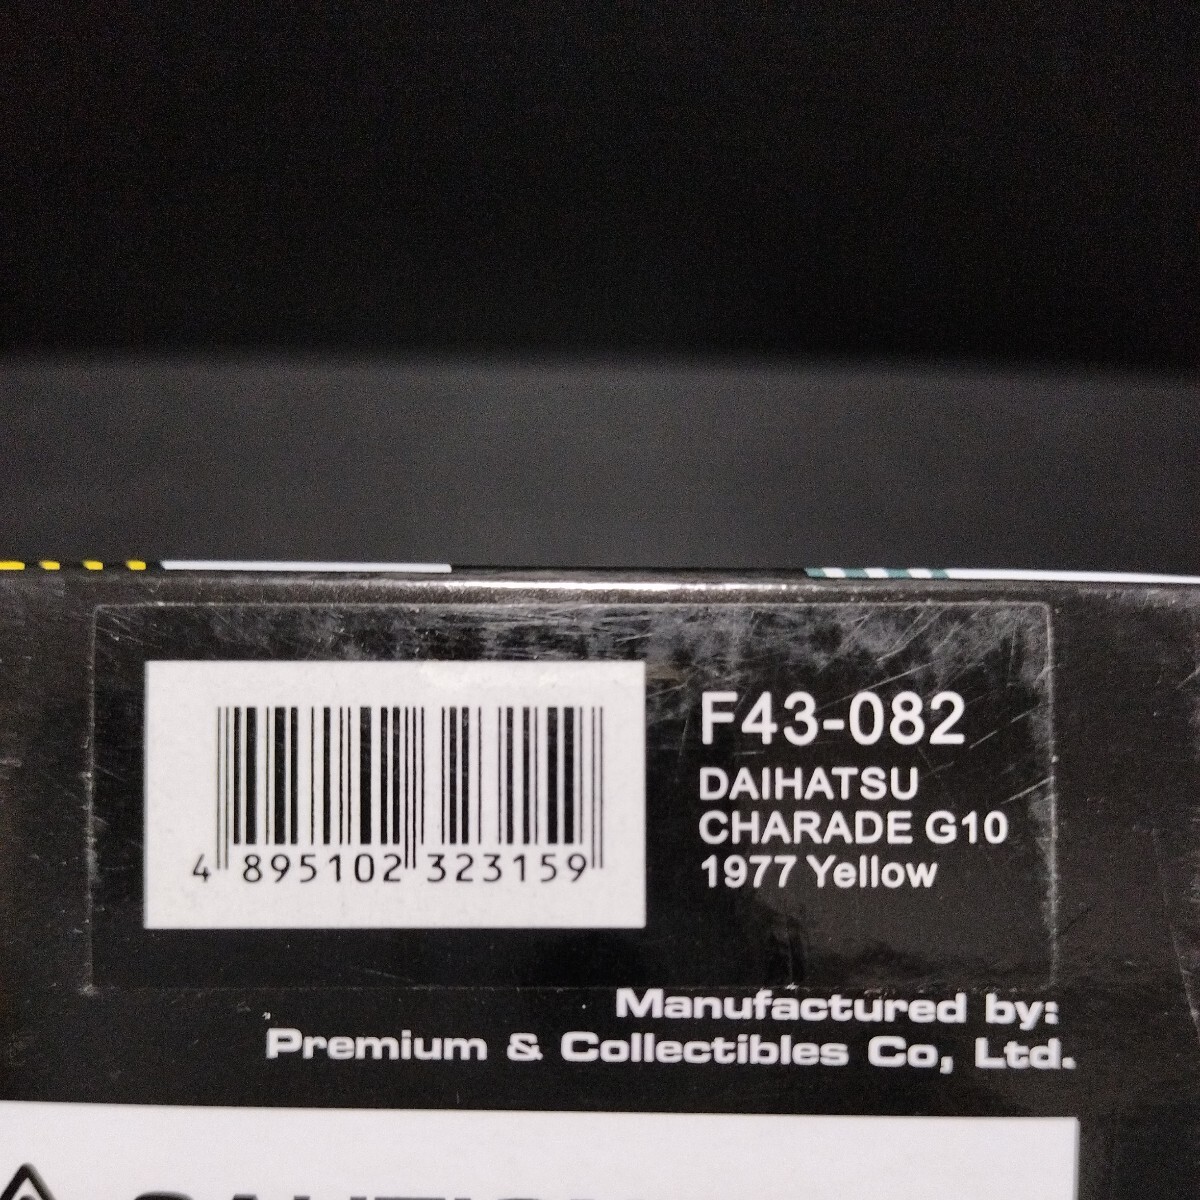 F43-082
DAIHATSU
CHARADE G10
1977 Yellow
4 895102 323159
Manufactured by:
Premium & Collectibles Co, Ltd.